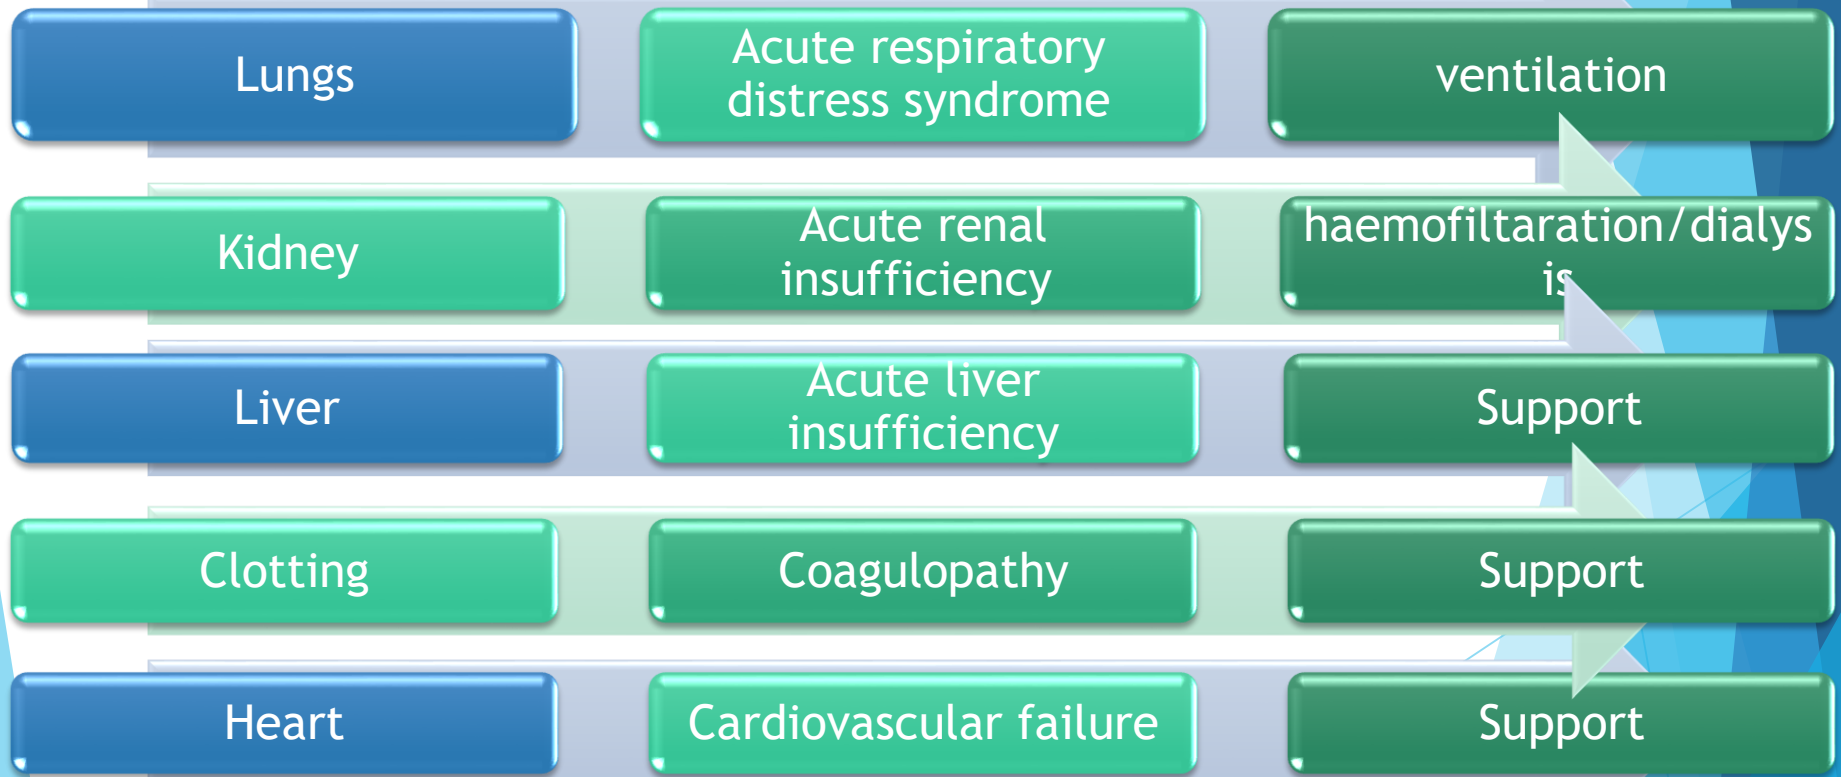 Lungs
Acute respiratory
distress syndrome
ventilation
Kidney
Acute renal
insufficiency
haemofiltaration/dialys
is
Liver
Acute liver
insufficiency
Support
Clotting
Coagulopathy
Support
Heart
Cardiovascular failure
Support